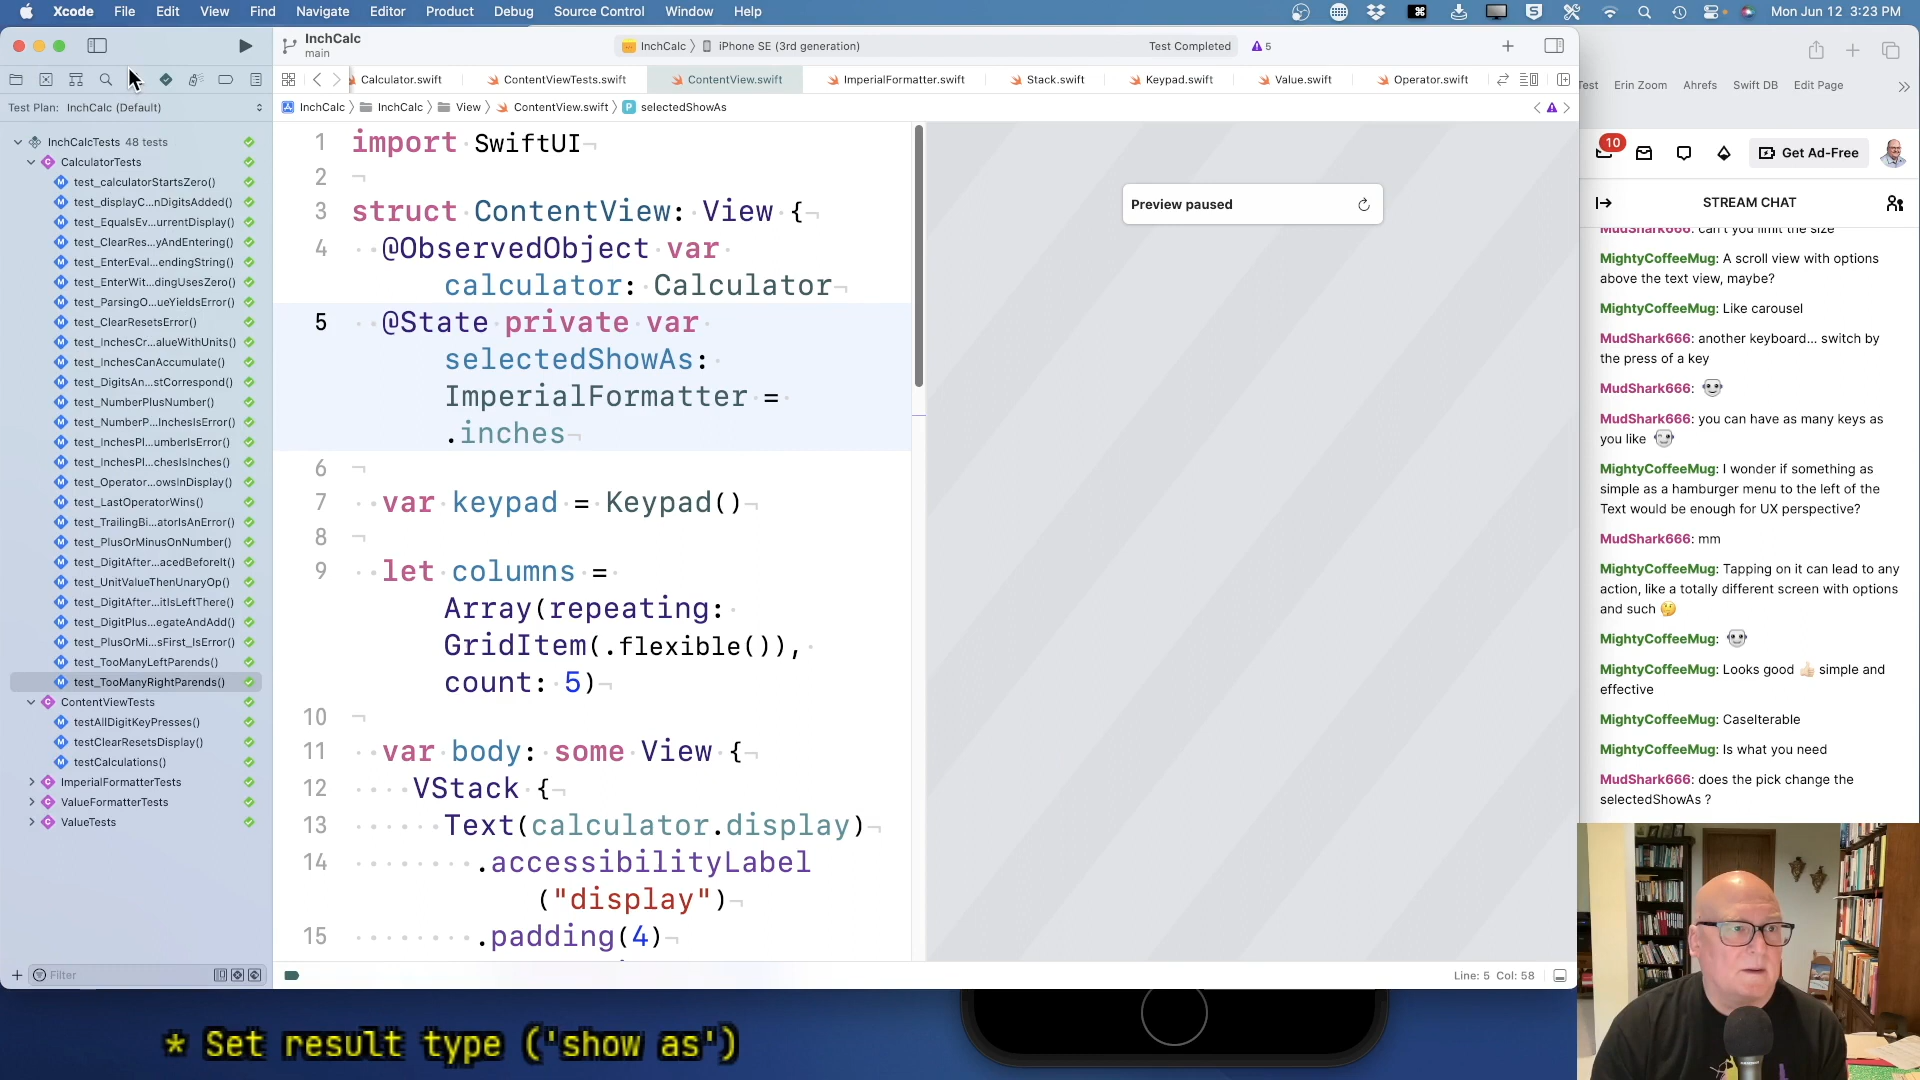 Xcode File Edit View Find Navigate Editor Product Debug Source Control Window Help
Mon Jun 12 3:23 PM
InchCalc
main
InchCalc 〉 iPhone SE (3rd generation)
Test Completed
5
Calculator.swift
ContentViewTests.swift
ContentView.swift
ImperialFormatter.swift
Stack.swift
Keypad.swift
Value.swift
Operator.swift
Test Plan: InchCalc (Default)
InchCalc 〉 InchCalc 〉 View 〉 ContentView.swift 〉 P selectedShowAs
InchCalcTests 48 tests
CalculatorTests
test_calculatorStartsZero()
test_displayC...nDigitsAdded()
test_EqualsEv...urrentDisplay()
test_ClearRes...yAndEntering()
test_EnterEval...endingString()
test_EnterWit...dingUsesZero()
test_ParsingO...ueYieldsError()
test_ClearResetsError()
test_InchesCr...alueWithUnits()
test_InchesCanAccumulate()
test_DigitsAn...stCorrespond()
test_NumberPlusNumber()
test_NumberP...InchesIsError()
test_InchesPl...umberIsError()
test_InchesPl...chesIsInches()
test_Operator...owsInDisplay()
test_LastOperatorWins()
test_TrailingBi...atorIsAnError()
test_PlusOrMinusOnNumber()
test_DigitAfter...acedBeforeIt()
test_UnitValueThenUnaryOp()
test_DigitAfter...itIsLeftThere()
test_DigitPlus...egateAndAdd()
test_PlusOrMi...sFirst_IsError()
test_TooManyLeftParends()
test_TooManyRightParends()
ContentViewTests
testAllDigitKeyPresses()
testClearResetsDisplay()
testCalculations()
ImperialFormatterTests
ValueFormatterTests
ValueTests
Filter
1 import SwiftUI
2
3 struct ContentView: View {
4 @ObservedObject var
calculator: Calculator
5 @State private var
selectedShowAs:
ImperialFormatter =
.inches
6
7 var keypad = Keypad()
8
9 let columns =
Array(repeating:
GridItem(.flexible()),
count: 5)
10
11 var body: some View {
12 VStack {
13 Text(calculator.display)
14 .accessibilityLabel
("display")
15 .padding(4)
Preview paused
Line: 5 Col: 58
Erin Zoom Ahrefs Swift DB Edit Page
10
Get Ad-Free
STREAM CHAT
MudShark666: can't you limit the size
MightyCoffeeMug: A scroll view with options
above the text view, maybe?
MightyCoffeeMug: Like carousel
MudShark666: another keyboard... switch by
the press of a key
MudShark666:
MudShark666: you can have as many keys as
you like
MightyCoffeeMug: I wonder if something as
simple as a hamburger menu to the left of the
Text would be enough for UX perspective?
MudShark666: mm
MightyCoffeeMug: Tapping on it can lead to any
action, like a totally different screen with options
and such 🤔
MightyCoffeeMug:
MightyCoffeeMug: Looks good 👍🏻 simple and
effective
MightyCoffeeMug: CaseIterable
MightyCoffeeMug: Is what you need
MudShark666: does the pick change the
selectedShowAs ?
* Set result type ('show as')